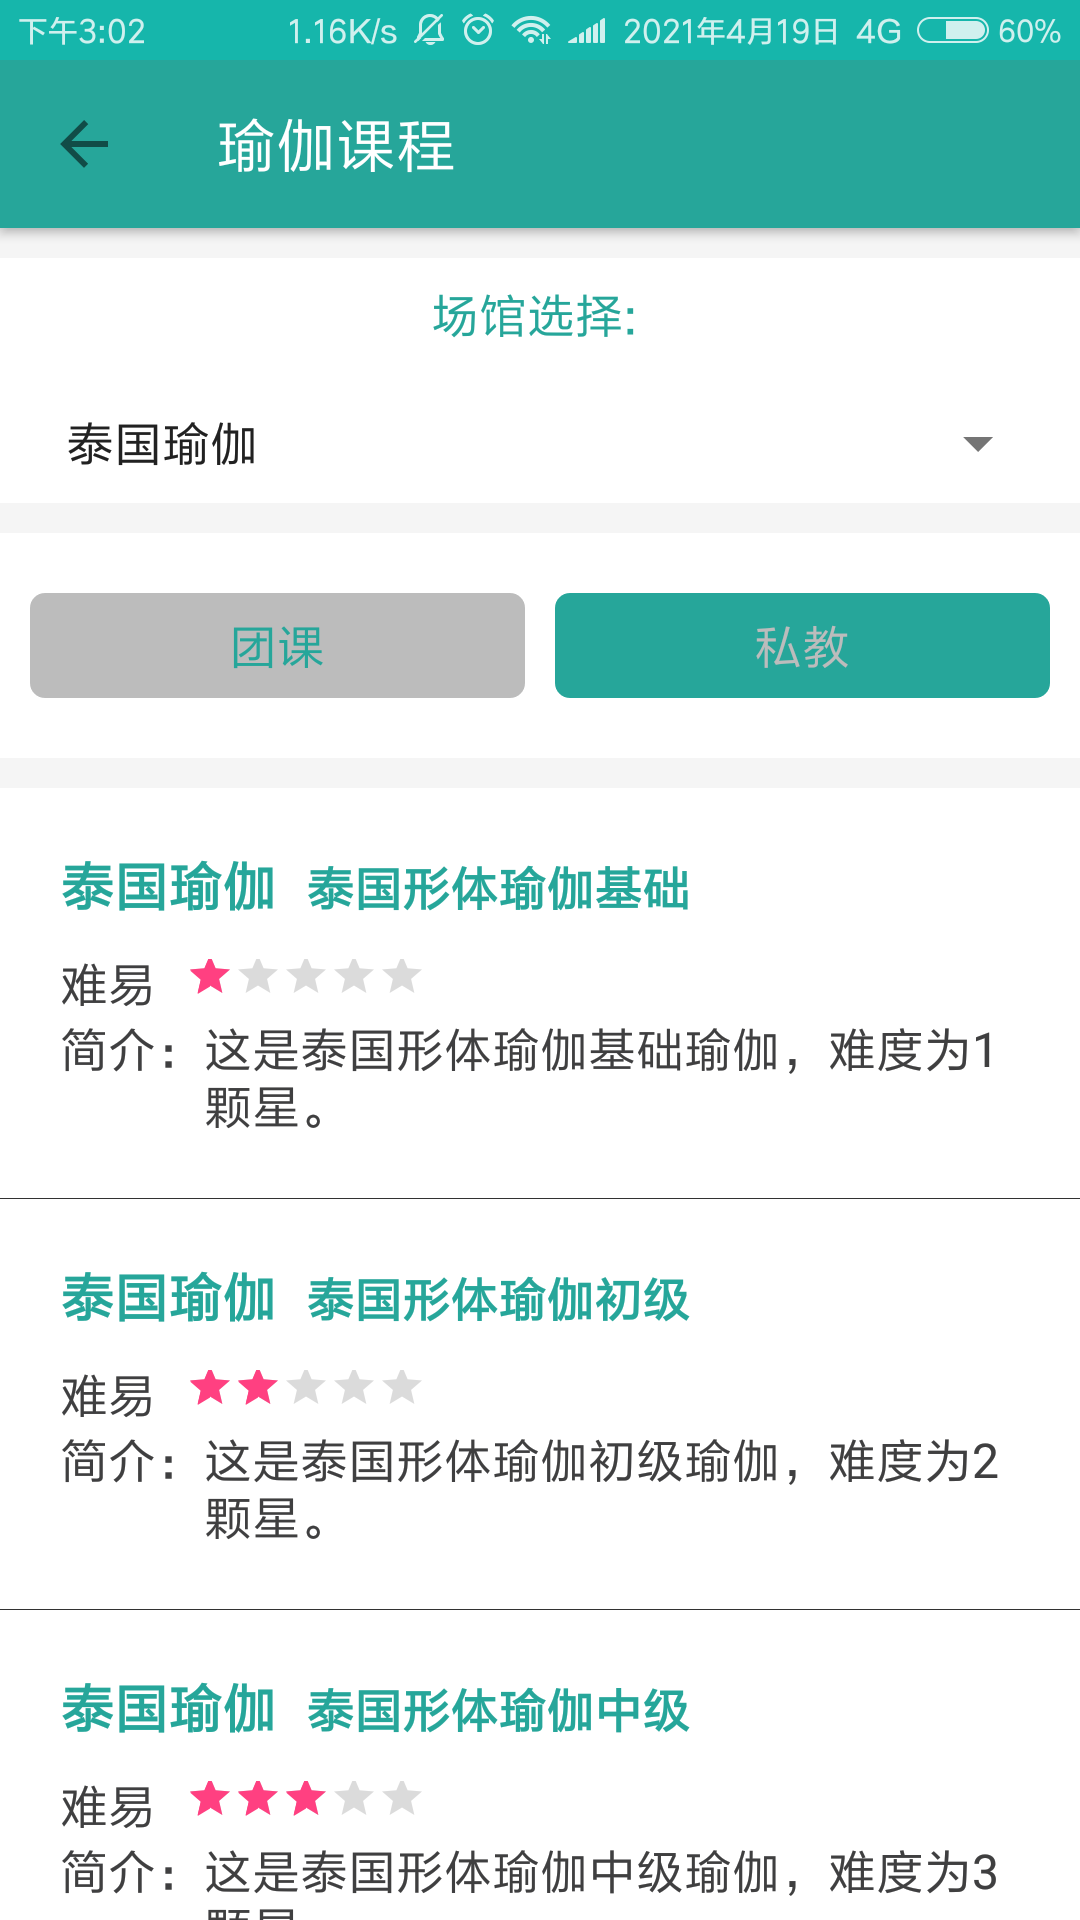 下午3:02 1.16K/s 2021年4月19日 4G 60%
瑜伽课程
场馆选择:
泰国瑜伽
团课 私教
泰国瑜伽 泰国形体瑜伽基础
难易
简介：这是泰国形体瑜伽基础瑜伽，难度为1
颗星。
泰国瑜伽 泰国形体瑜伽初级
难易
简介：这是泰国形体瑜伽初级瑜伽，难度为2
颗星。
泰国瑜伽 泰国形体瑜伽中级
难易
简介：这是泰国形体瑜伽中级瑜伽，难度为3